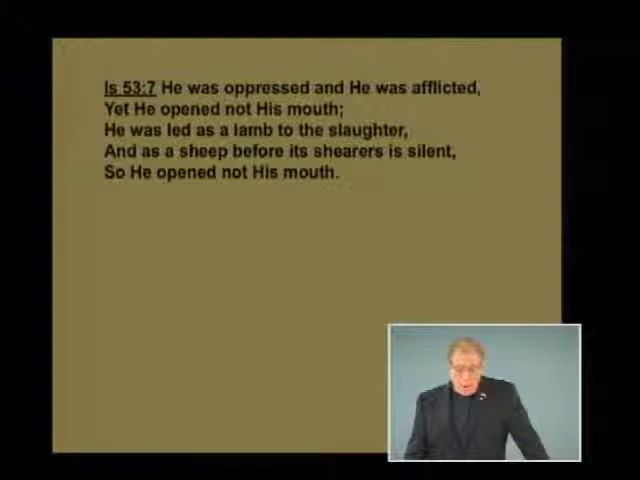 Is 53:7 He was oppressed and He was afflicted,
Yet He opened not His mouth;
He was led as a lamb to the slaughter,
And as a sheep before its shearers is silent,
So He opened not His mouth.